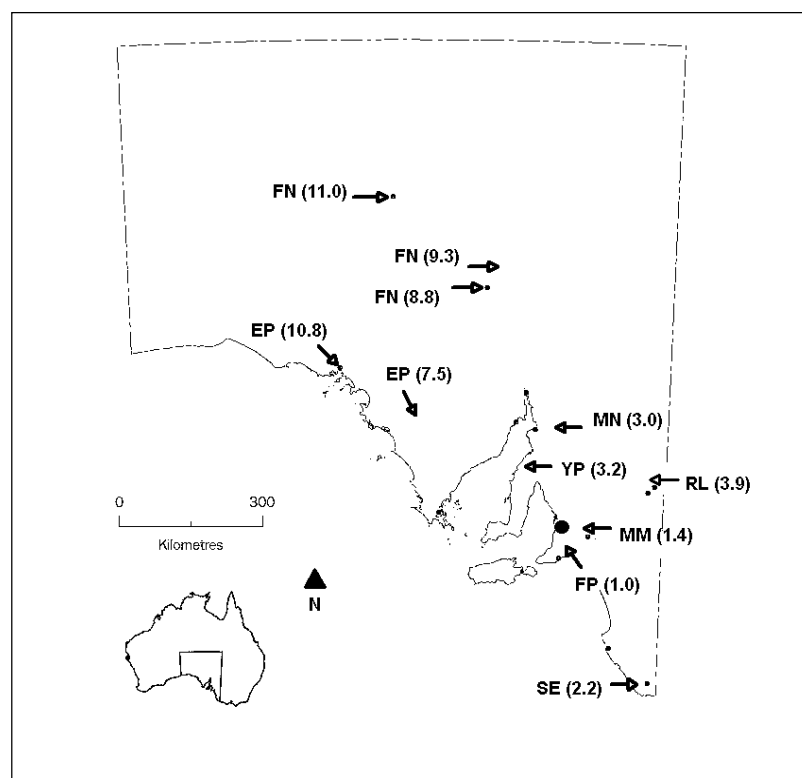 FN (11.0)
FN (9.3)
FN (8.8)
EP (10.8)
EP (7.5)
MN (3.0)
YP (3.2)
RL (3.9)
0 300
Kilometres
MM (1.4)
FP (1.0)
N
SE (2.2)